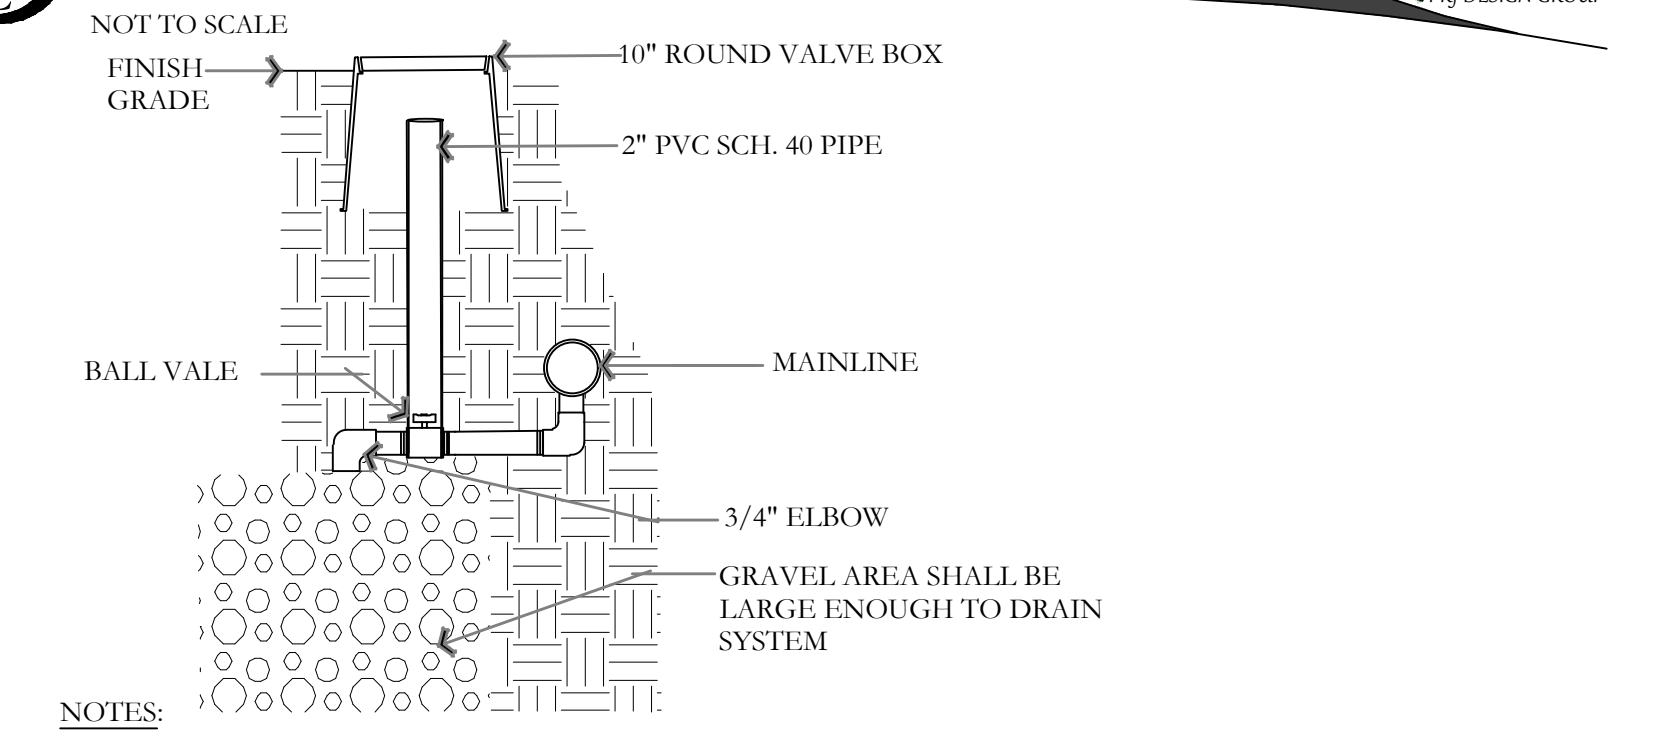 NOT TO SCALE
FINISH
GRADE
10" ROUND VALVE BOX
2" PVC SCH. 40 PIPE
BALL VALE
MAINLINE
3/4" ELBOW
GRAVEL AREA SHALL BE
LARGE ENOUGH TO DRAIN
SYSTEM
NOTES: